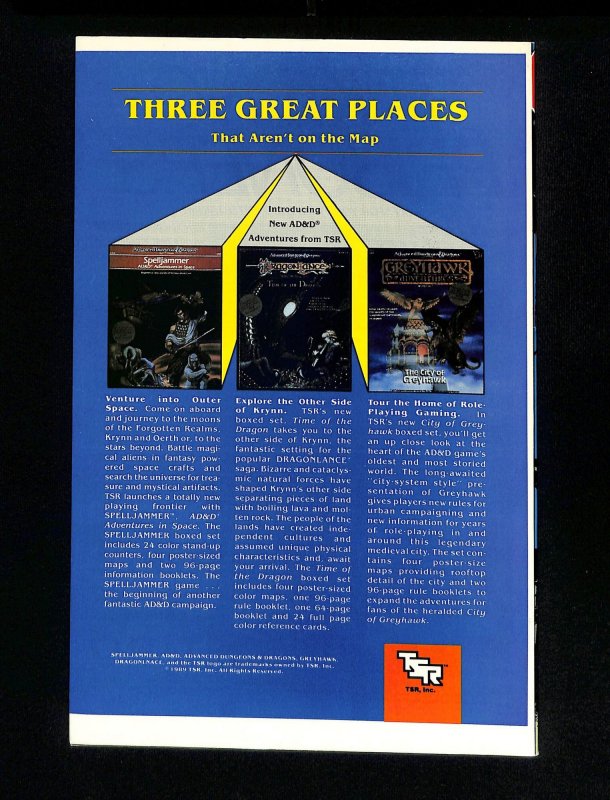 THREE GREAT PLACES
That Aren't on the Map
Introducing
New AD&D®
Adventures from TSR
Advanced Dungeons & Dragons
Spelljammer
AD&D Adventures in Space
Advanced Dungeons & Dragons
DRAGONLANCE
Time of the Dragon
Advanced Dungeons & Dragons
GREYHAWK
ADVENTURES
The City of
Greyhawk
Venture into Outer
Space. Come on aboard
and journey to the moons
of the Forgotten Realms,
Krynn and Oerth or, to the
stars beyond. Battle magi-
cal aliens in fantasy pow-
ered space crafts and
search the universe for trea-
sure and mystical artifacts.
TSR launches a totally new
playing frontier with
SPELLJAMMER™, AD&D®
Adventures in Space. The
SPELLJAMMER boxed set
includes 24 color stand-up
counters, four poster-sized
maps and two 96-page
information booklets. The
SPELLJAMMER game . . .
the beginning of another
fantastic AD&D campaign.
Explore the Other Side
of Krynn. TSR's new
boxed set, Time of the
Dragon takes you to the
other side of Krynn, the
fantastic setting for the
popular DRAGONLANCE®
saga. Bizarre and cataclys-
mic natural forces have
shaped Krynn's other side
separating pieces of land
with boiling lava and mol-
ten rock. The people of the
lands have created inde-
pendent cultures and
assumed unique physical
characteristics and, await
your arrival. The Time of
the Dragon boxed set
includes four poster-sized
color maps, one 96-page
rule booklet, one 64-page
booklet and 24 full page
color reference cards.
Tour the Home of Role-
Playing Gaming. In
TSR's new City of Grey-
hawk boxed set, you'll get
an up close look at the
heart of the AD&D game's
oldest and most storied
world. The long-awaited
"city-system style" pre-
sentation of Greyhawk
gives players new rules for
urban campaigning and
new information for years
of role-playing in and
around this legendary
medieval city. The set con-
tains four poster-size
maps providing rooftop
detail of the city and two
96-page rule booklets to
expand the adventures for
fans of the heralded City
of Greyhawk.
SPELLJAMMER, AD&D, ADVANCED DUNGEONS & DRAGONS, GREYHAWK,
DRAGONLNACE, and the TSR logo are trademarks owned by TSR, Inc.
©1989 TSR, Inc. All Rights Reserved.
TSR™
TSR, Inc.